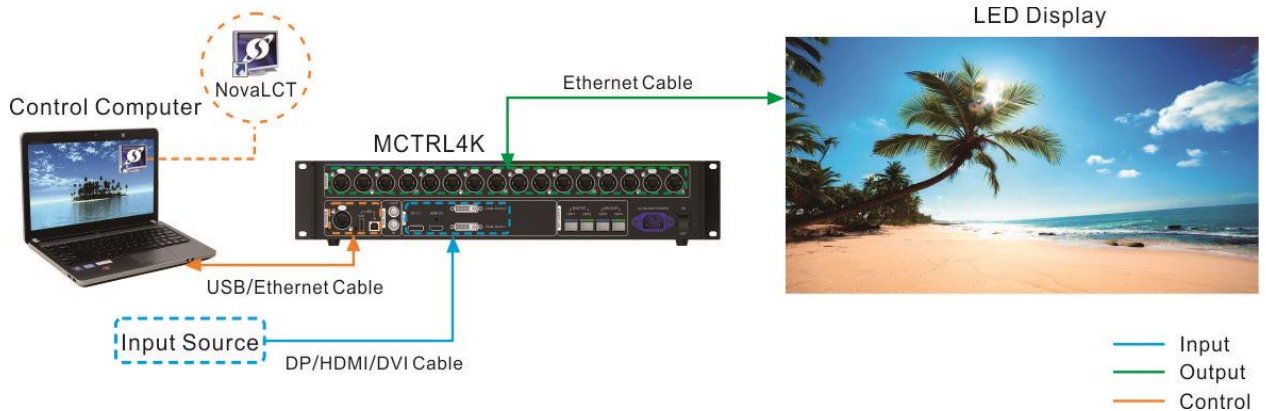 LED Display
NovaLCT
Control Computer
Ethernet Cable
MCTRL4K
USB/Ethernet Cable
Input Source
DP/HDMI/DVI Cable
Input
Output
Control